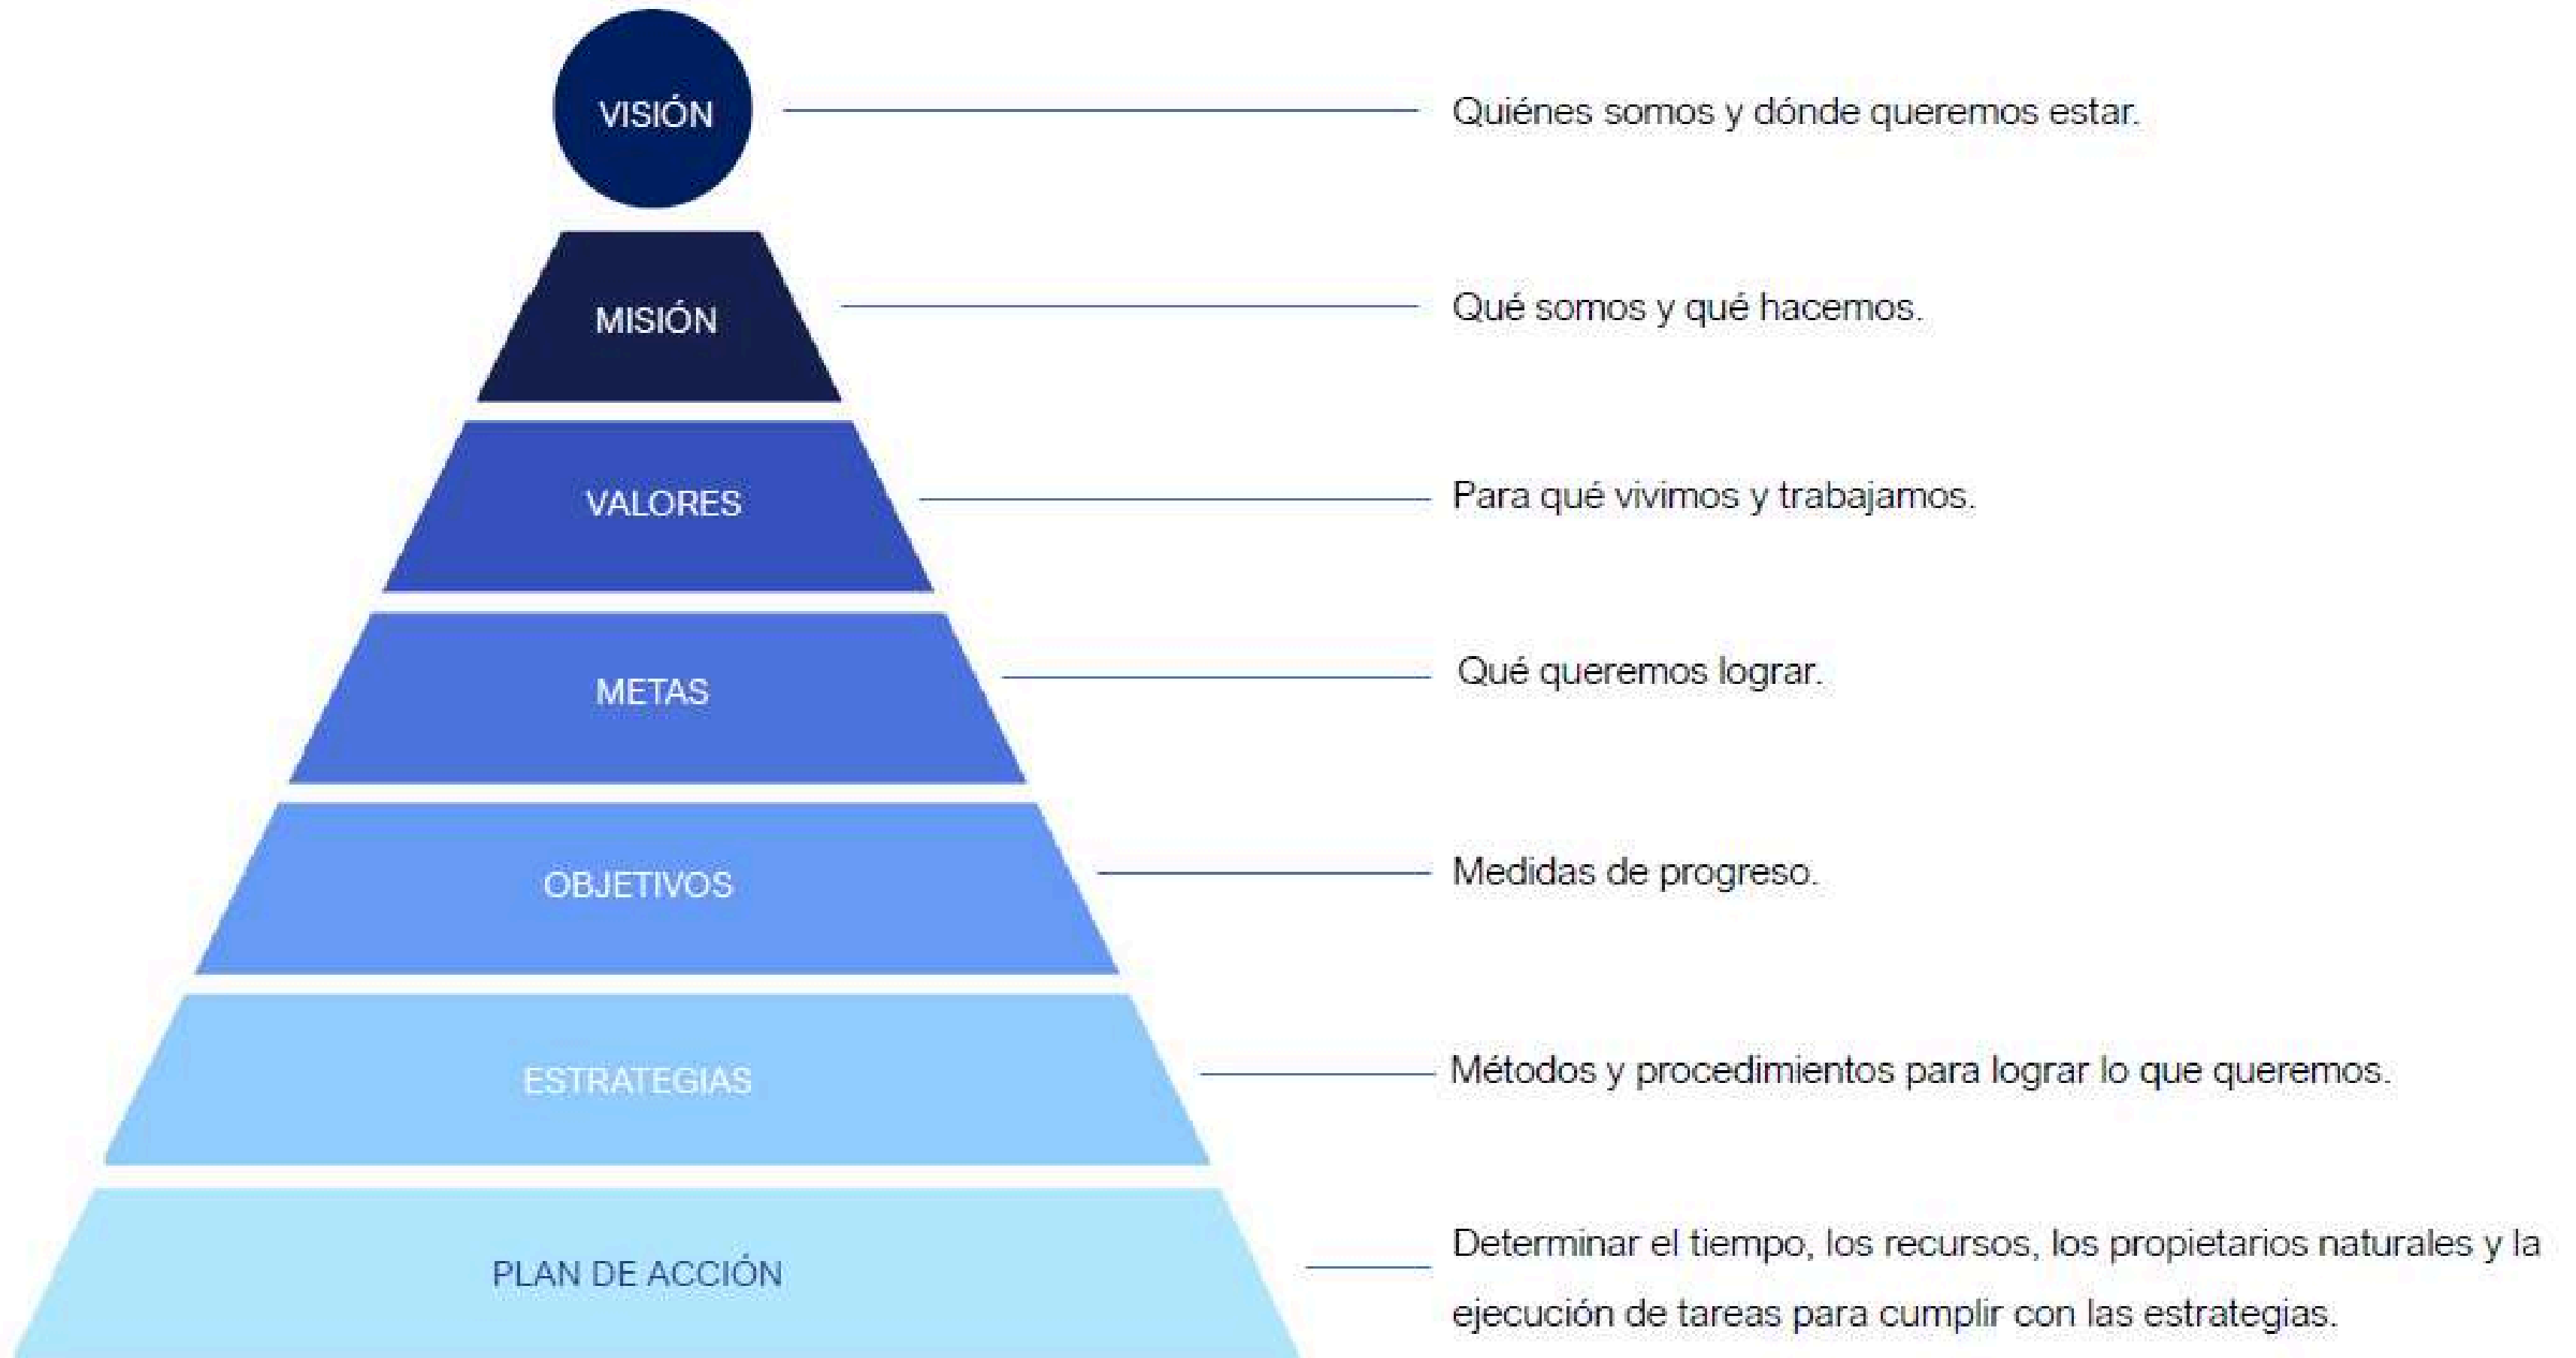 VISIÓN
Quiénes somos y dónde queremos estar.
MISIÓN
Qué somos y qué hacemos.
VALORES
Para qué vivimos y trabajamos.
METAS
Qué queremos lograr.
OBJETIVOS
Medidas de progreso.
ESTRATEGIAS
Métodos y procedimientos para lograr lo que queremos.
PLAN DE ACCIÓN
Determinar el tiempo, los recursos, los propietarios naturales y la
ejecución de tareas para cumplir con las estrategias.